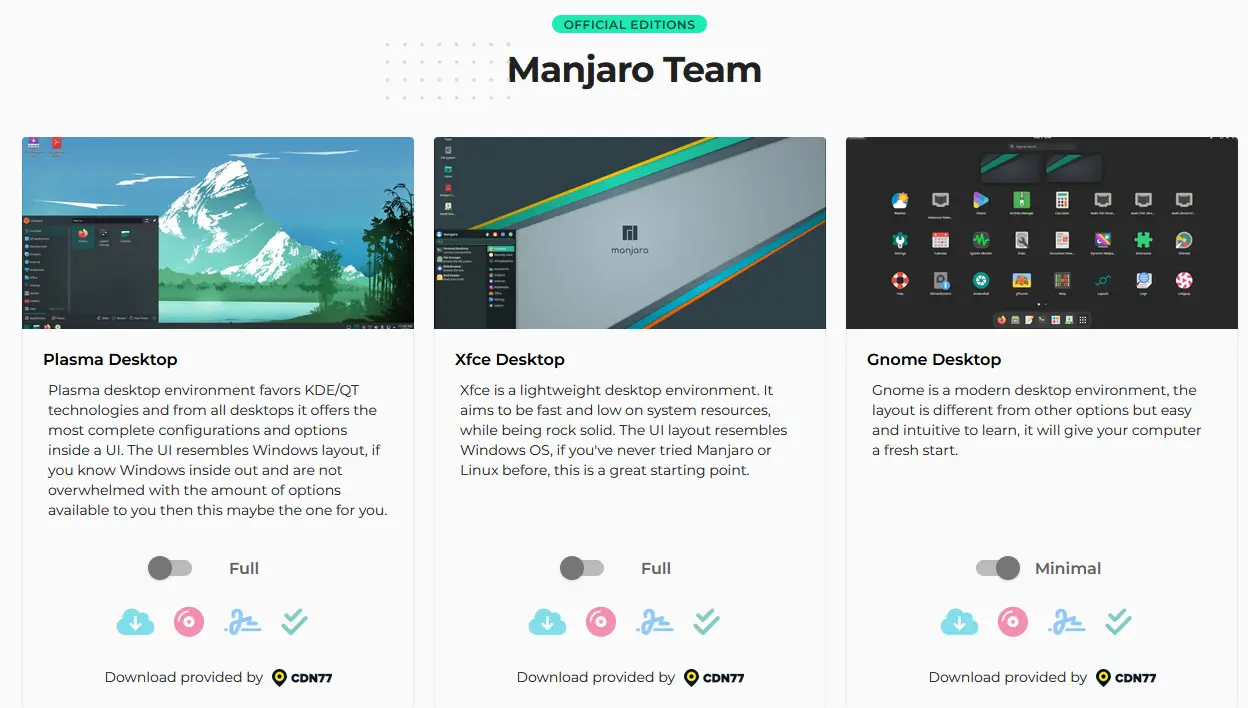 OFFICIAL EDITIONS
Manjaro Team
manjaro
Plasma Desktop
Plasma desktop environment favors KDE/QT
technologies and from all desktops it offers the
most complete configurations and options
inside a UI. The UI resembles Windows layout, if
you know Windows inside out and are not
overwhelmed with the amount of options
available to you then this maybe the one for you.
Full
Download provided by CDN77
Xfce Desktop
Xfce is a lightweight desktop environment. It
aims to be fast and low on system resources,
while being rock solid. The UI layout resembles
Windows OS, if you've never tried Manjaro or
Linux before, this is a great starting point.
Full
Download provided by CDN77
Gnome Desktop
Gnome is a modern desktop environment, the
layout is different from other options but easy
and intuitive to learn, it will give your computer
a fresh start.
Minimal
Download provided by CDN77